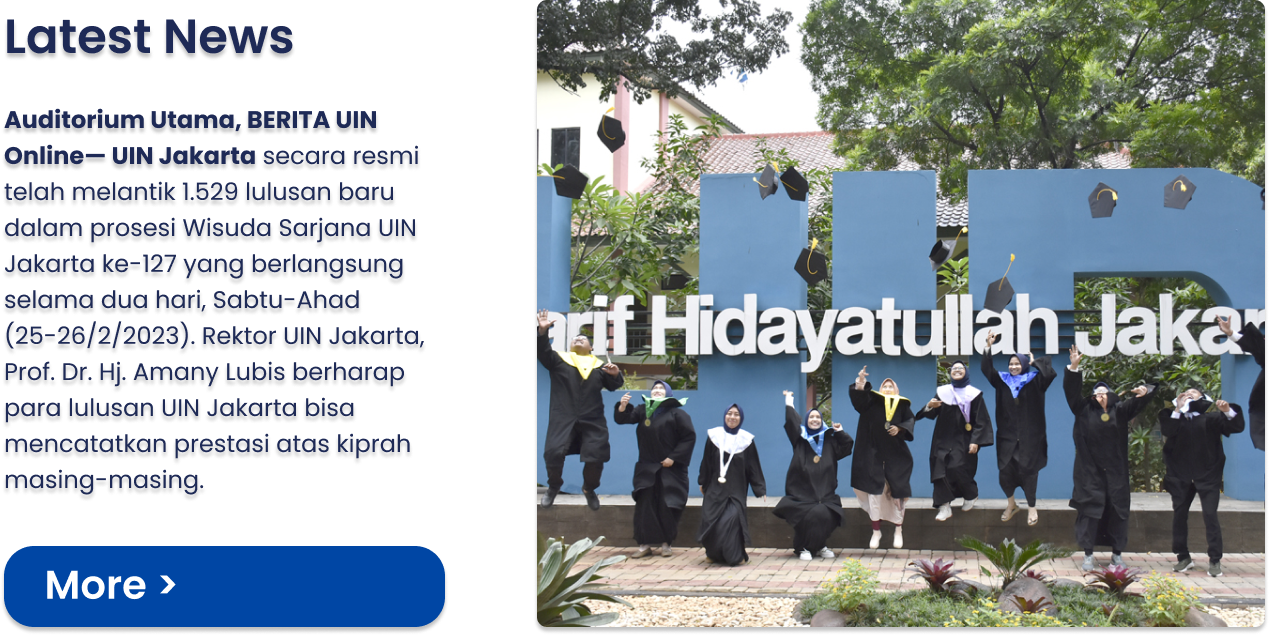 Latest News
Auditorium Utama, BERITA UIN
Online— UIN Jakarta secara resmi
telah melantik 1.529 lulusan baru
dalam prosesi Wisuda Sarjana UIN
Jakarta ke-127 yang berlangsung
selama dua hari, Sabtu-Ahad
(25-26/2/2023). Rektor UIN Jakarta,
Prof. Dr. Hj. Amany Lubis berharap
para lulusan UIN Jakarta bisa
mencatatkan prestasi atas kiprah
masing-masing.
More >
arif Hidayatullah Jakar